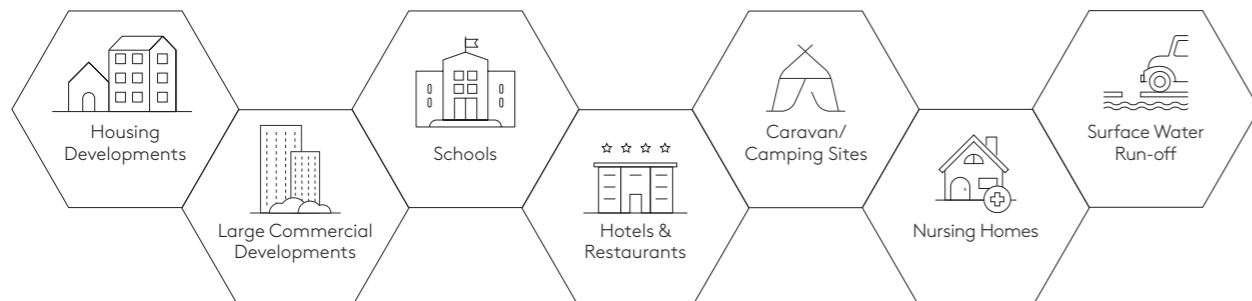 Housing
Developments
Large Commercial
Developments
Schools
Hotels &
Restaurants
Caravan/
Camping Sites
Nursing Homes
Surface Water
Run-off